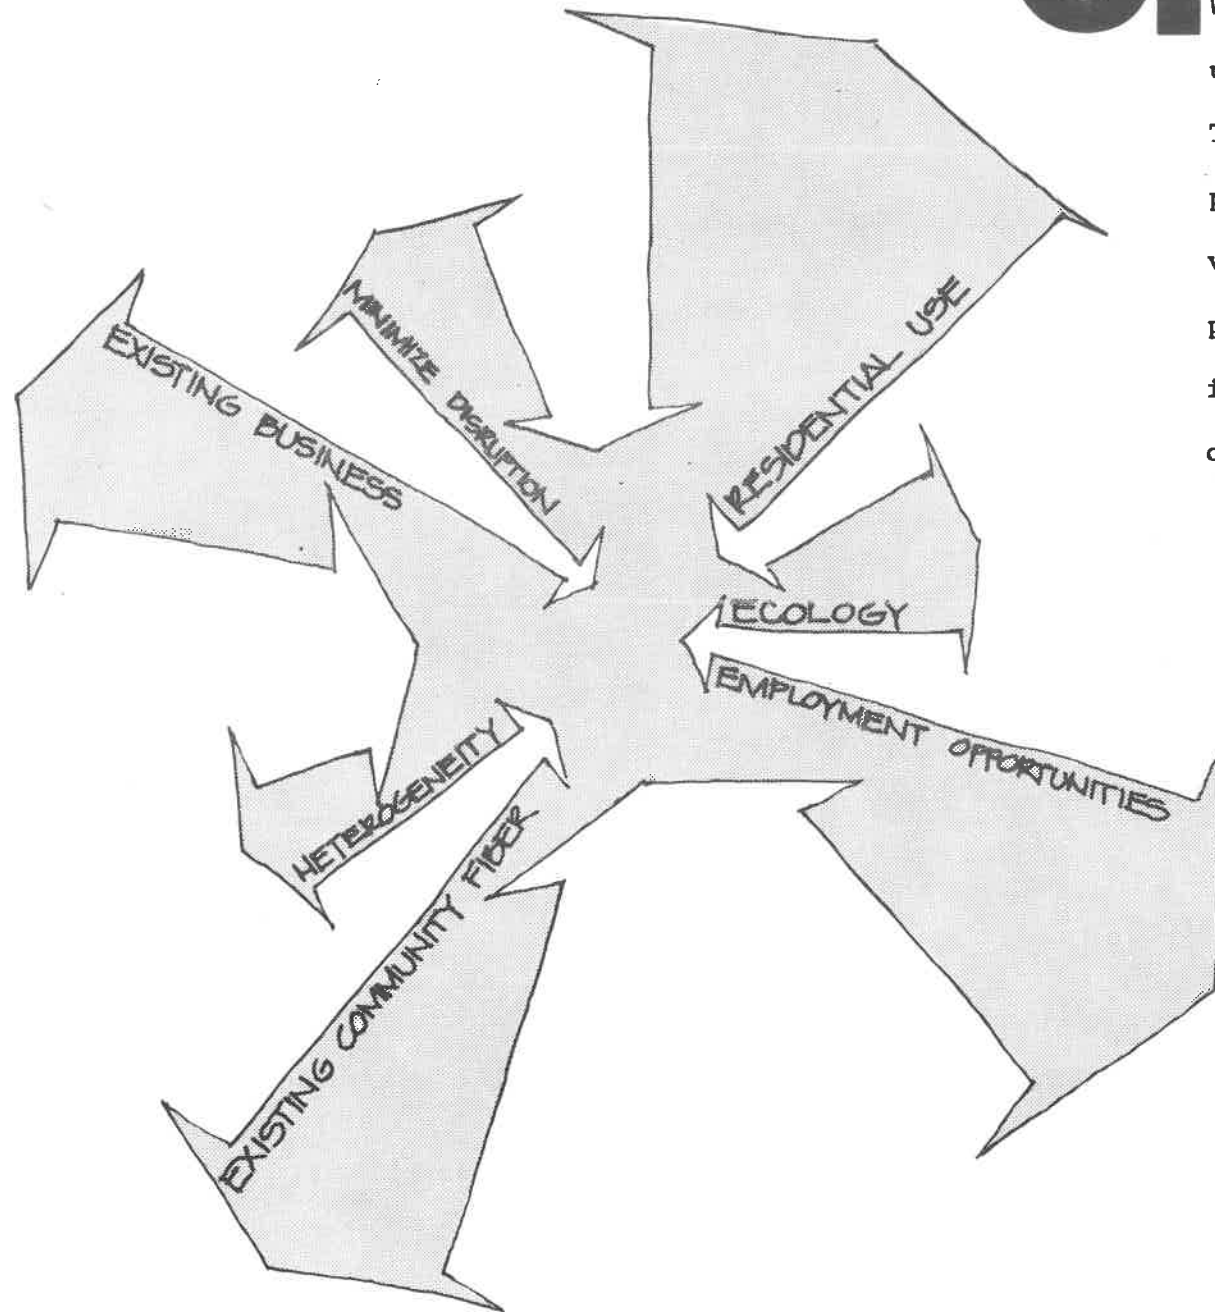 MINIMIZE DISRUPTION
EXISTING BUSINESS
RESIDENTIAL USE
ECOLOGY
EMPLOYMENT OPPORTUNITIES
HETEROGENEITY
EXISTING COMMUNITY FIBER